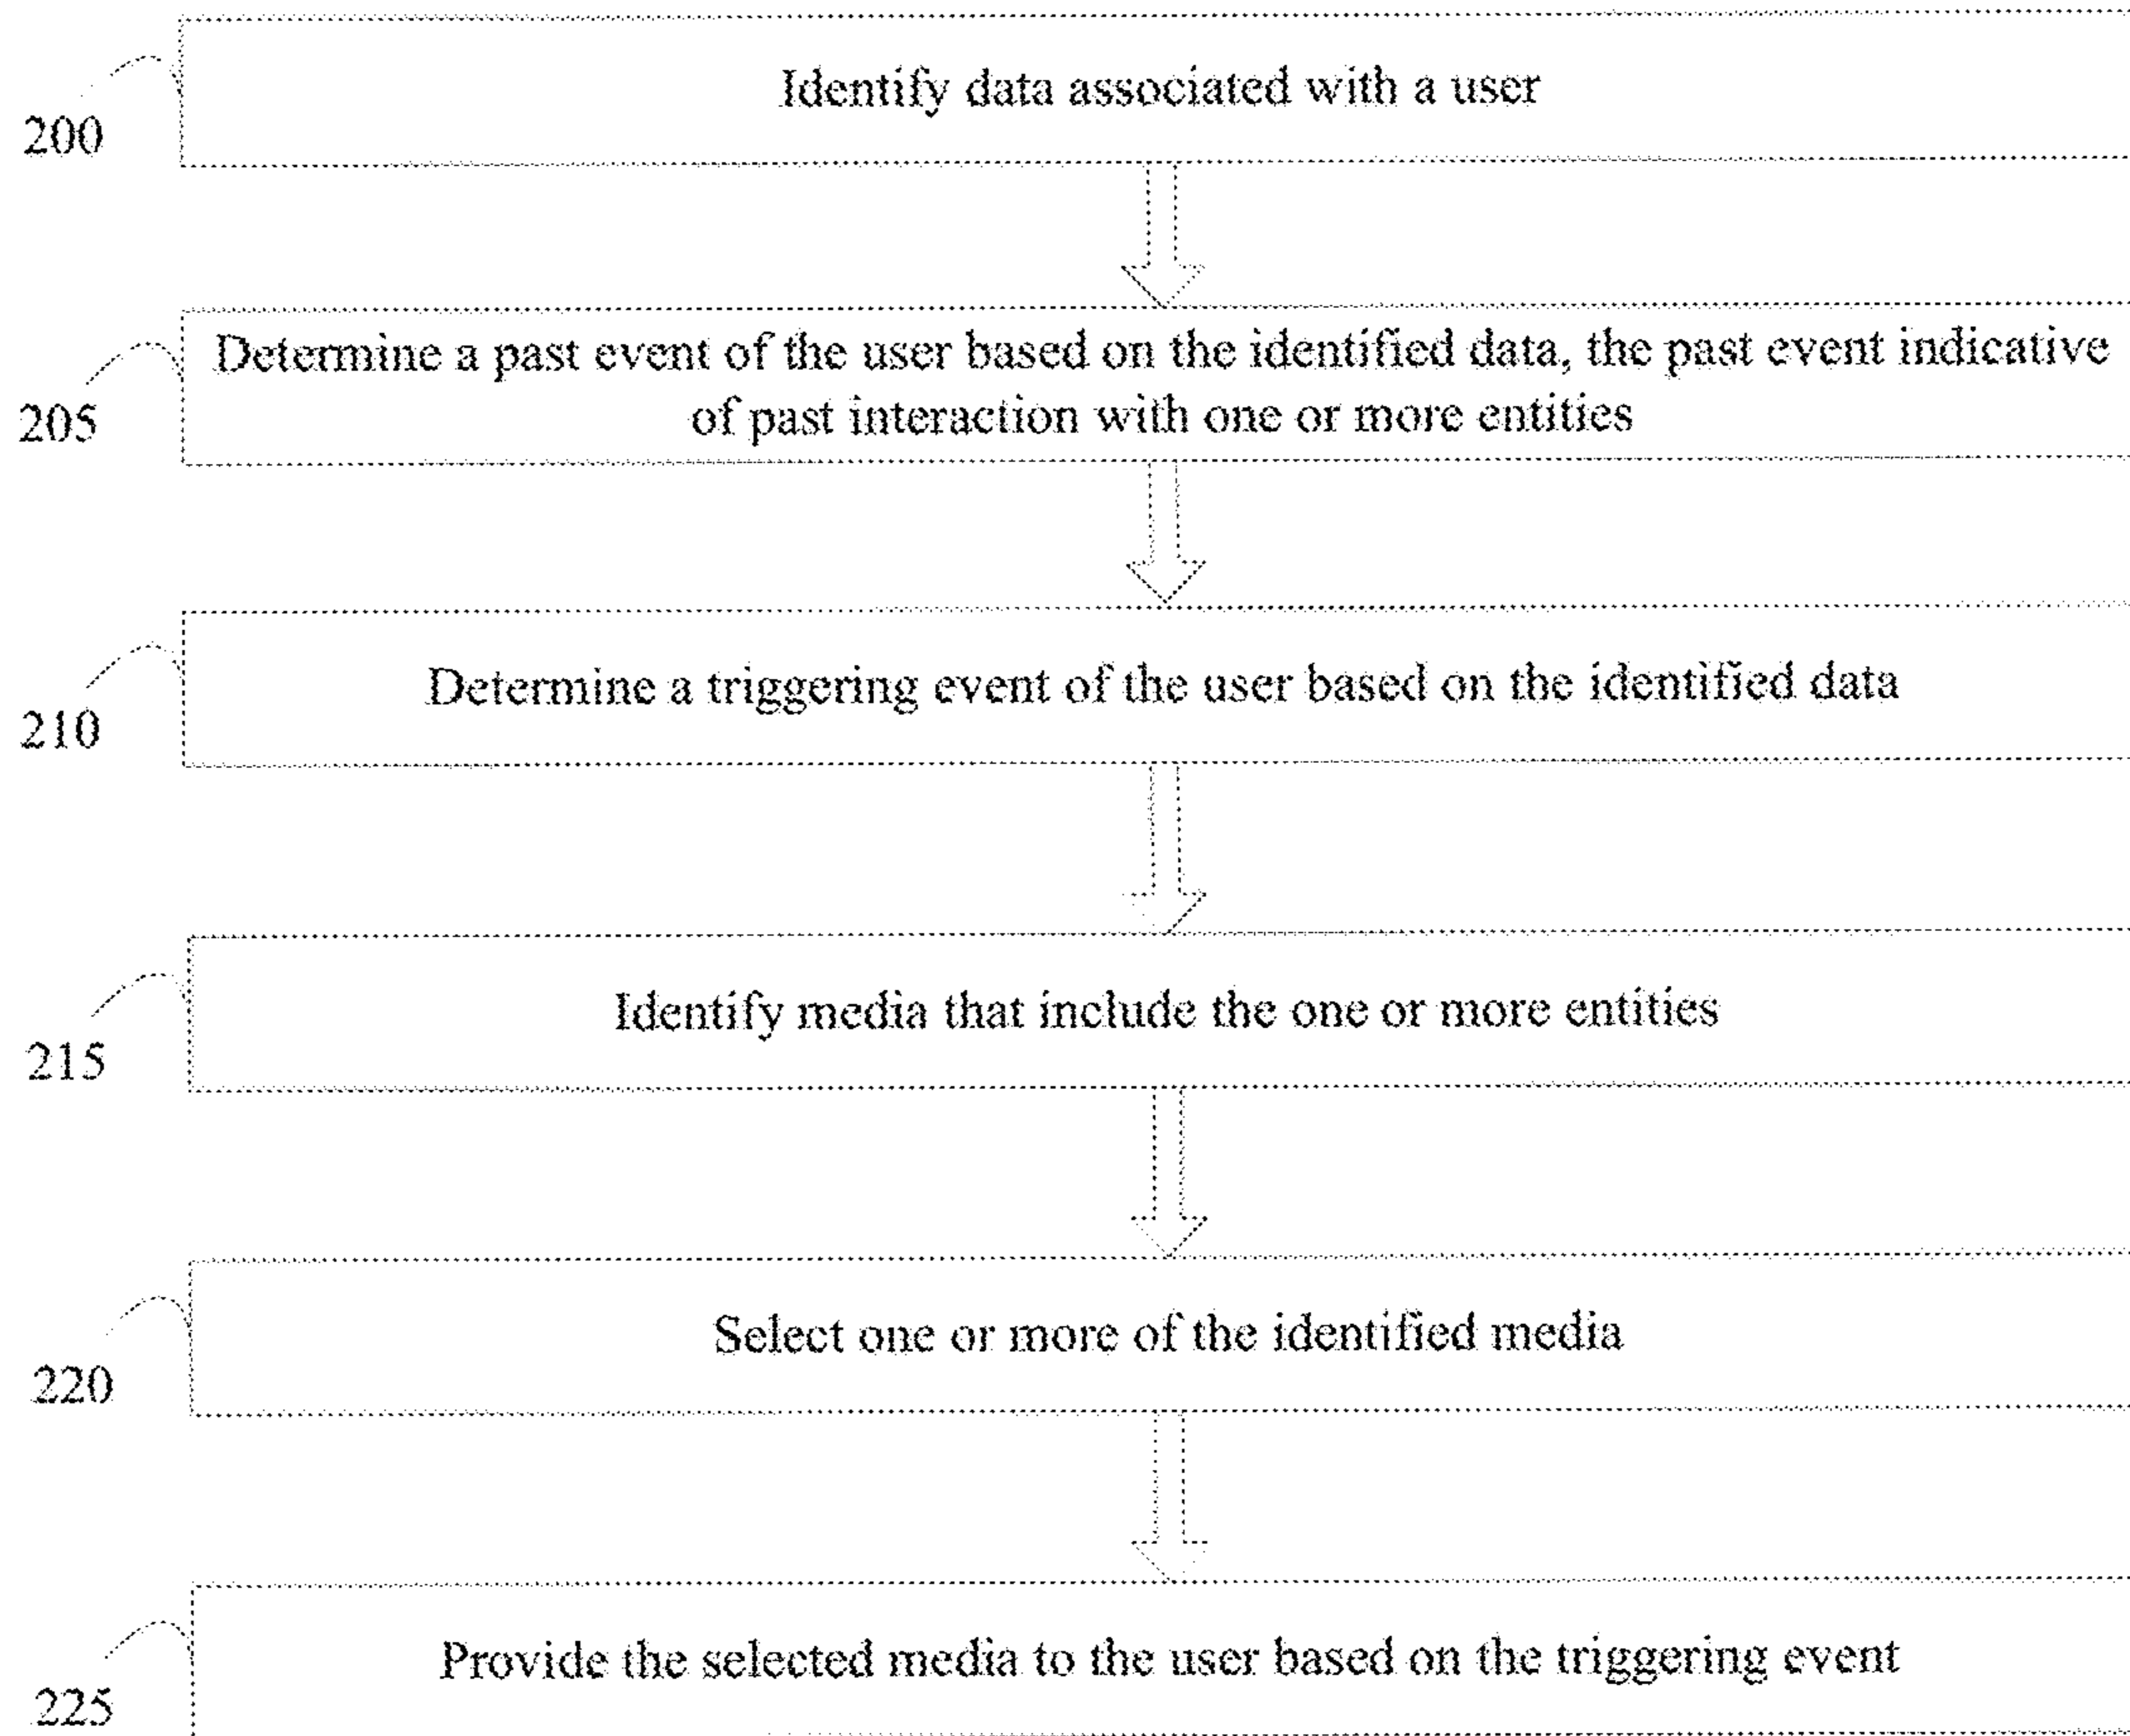 Identify data associated with a user
200
Determine a past event of the user based on the identified data, the past event indicative
of past interaction with one or more entities
205
Determine a triggering event of the user based on the identified data
210
Identify media that include the one or more entities
215
Select one or more of the identified media
220
Provide the selected media to the user based on the triggering event
225